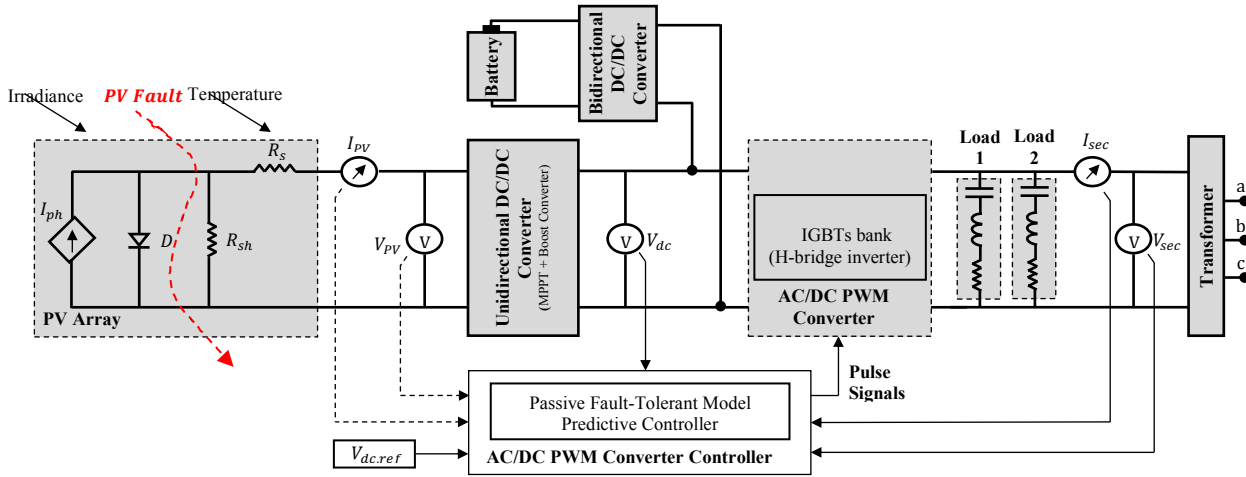 Battery
Bidirectional
DC/DC
Converter
Irradiance
PV Fault
Temperature
R_s
I_PV
I_ph
D
R_sh
PV Array
V_PV
V
Unidirectional DC/DC
Converter
(MPPT + Boost Converter)
V
V_dc
IGBTs bank
(H-bridge inverter)
AC/DC PWM
Converter
Load
1
Load
2
I_sec
V
V_sec
Transformer
a
b
c
Pulse
Signals
Passive Fault-Tolerant Model
Predictive Controller
AC/DC PWM Converter Controller
V_dc.ref